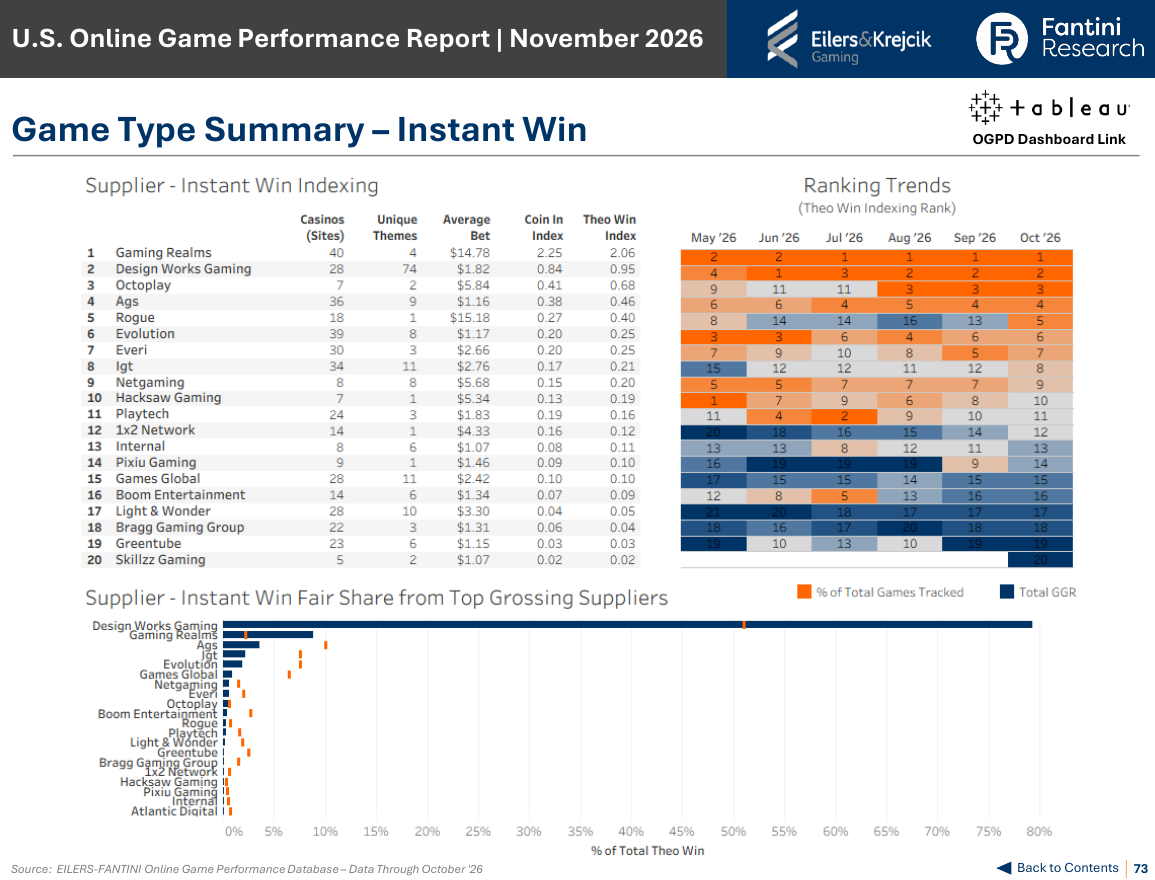 U.S. Online Game Performance Report | November 2026
Eilers&Krejcik
Gaming
Fantini
Research
Game Type Summary – Instant Win
+ableau
OGPD Dashboard Link
Supplier - Instant Win Indexing
Casinos (Sites) Unique Themes Average Bet Coin In Index Theo Win Index
1 Gaming Realms 40 4 $14.78 2.25 2.06
2 Design Works Gaming 28 74 $1.82 0.84 0.95
3 Octoplay 7 2 $5.84 0.41 0.68
4 Ags 36 9 $1.16 0.38 0.46
5 Rogue 18 1 $15.18 0.27 0.40
6 Evolution 39 8 $1.17 0.20 0.25
7 Everi 30 3 $2.66 0.20 0.25
8 Igt 34 11 $2.76 0.17 0.21
9 Netgaming 8 8 $5.68 0.15 0.20
10 Hacksaw Gaming 7 1 $5.34 0.13 0.19
11 Playtech 24 3 $1.83 0.19 0.16
12 1x2 Network 14 1 $4.33 0.16 0.12
13 Internal 8 6 $1.07 0.08 0.11
14 Pixiu Gaming 9 1 $1.46 0.09 0.10
15 Games Global 28 11 $2.42 0.10 0.10
16 Boom Entertainment 14 6 $1.34 0.07 0.09
17 Light & Wonder 28 10 $3.30 0.04 0.05
18 Bragg Gaming Group 22 3 $1.31 0.06 0.04
19 Greentube 23 6 $1.15 0.03 0.03
20 Skillzz Gaming 5 2 $1.07 0.02 0.02
Ranking Trends
(Theo Win Indexing Rank)
May '26 Jun '26 Jul '26 Aug '26 Sep '26 Oct '26
2 2 1 1 1 1
4 1 3 2 2 2
9 11 11 3 3 3
6 6 4 5 4 4
8 14 14 16 13 5
3 3 6 4 6 6
7 9 10 8 5 7
15 12 12 11 12 8
5 5 7 7 7 9
1 7 9 6 8 10
11 4 2 9 10 11
20 18 16 15 14 12
13 13 8 12 11 13
16 19 19 19 9 14
17 15 15 14 15 15
12 8 5 13 16 16
21 20 18 17 17 17
18 16 17 20 18 18
19 10 13 10 19 19
20
Supplier - Instant Win Fair Share from Top Grossing Suppliers
% of Total Games Tracked
Total GGR
Design Works Gaming
Gaming Realms
Ags
Igt
Evolution
Games Global
Netgaming
Everi
Octoplay
Boom Entertainment
Rogue
Playtech
Light & Wonder
Greentube
Bragg Gaming Group
1x2 Network
Hacksaw Gaming
Pixiu Gaming
Internal
Atlantic Digital
0% 5% 10% 15% 20% 25% 30% 35% 40% 45% 50% 55% 60% 65% 70% 75% 80%
% of Total Theo Win
Source: EILERS-FANTINI Online Game Performance Database – Data Through October '26
Back to Contents | 73